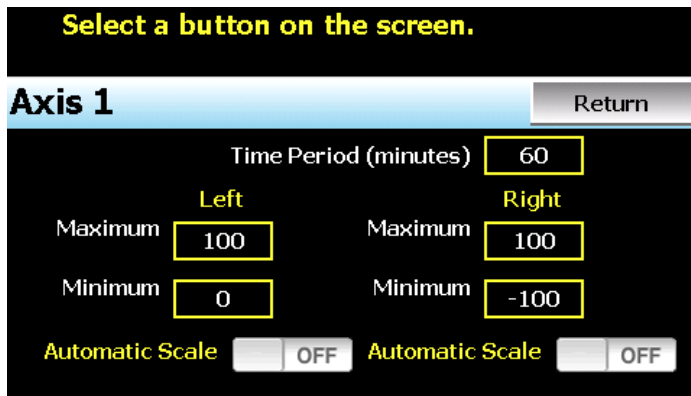 Select a button on the screen.
Axis 1 Return
Time Period (minutes) 60
Left Right
Maximum 100 Maximum 100
Minimum 0 Minimum -100
Automatic Scale OFF Automatic Scale OFF